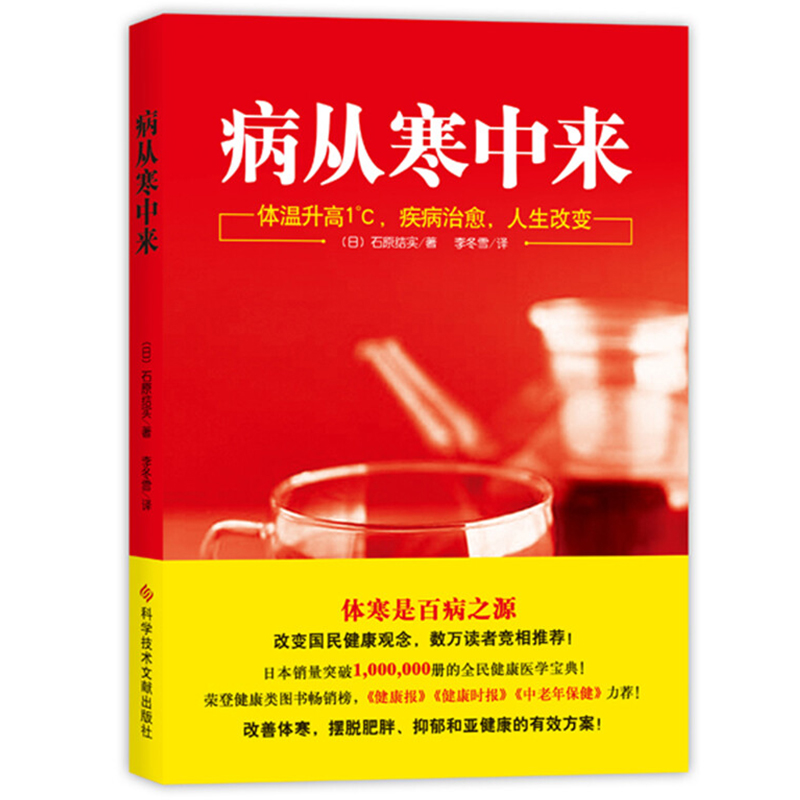 病从寒中来
体温升高1℃，疾病治愈，人生改变
（日）石原结实/著 李冬雪/译
病从寒中来
（日）石原结实/著 李冬雪/译
科学技术文献出版社
体寒是百病之源
改变国民健康观念，数万读者竞相推荐！
日本销量突破1,000,000册的全民健康医学宝典！
荣登健康类图书畅销榜，《健康报》《健康时报》《中老年保健》力荐！
改善体寒，摆脱肥胖、抑郁和亚健康的有效方案！